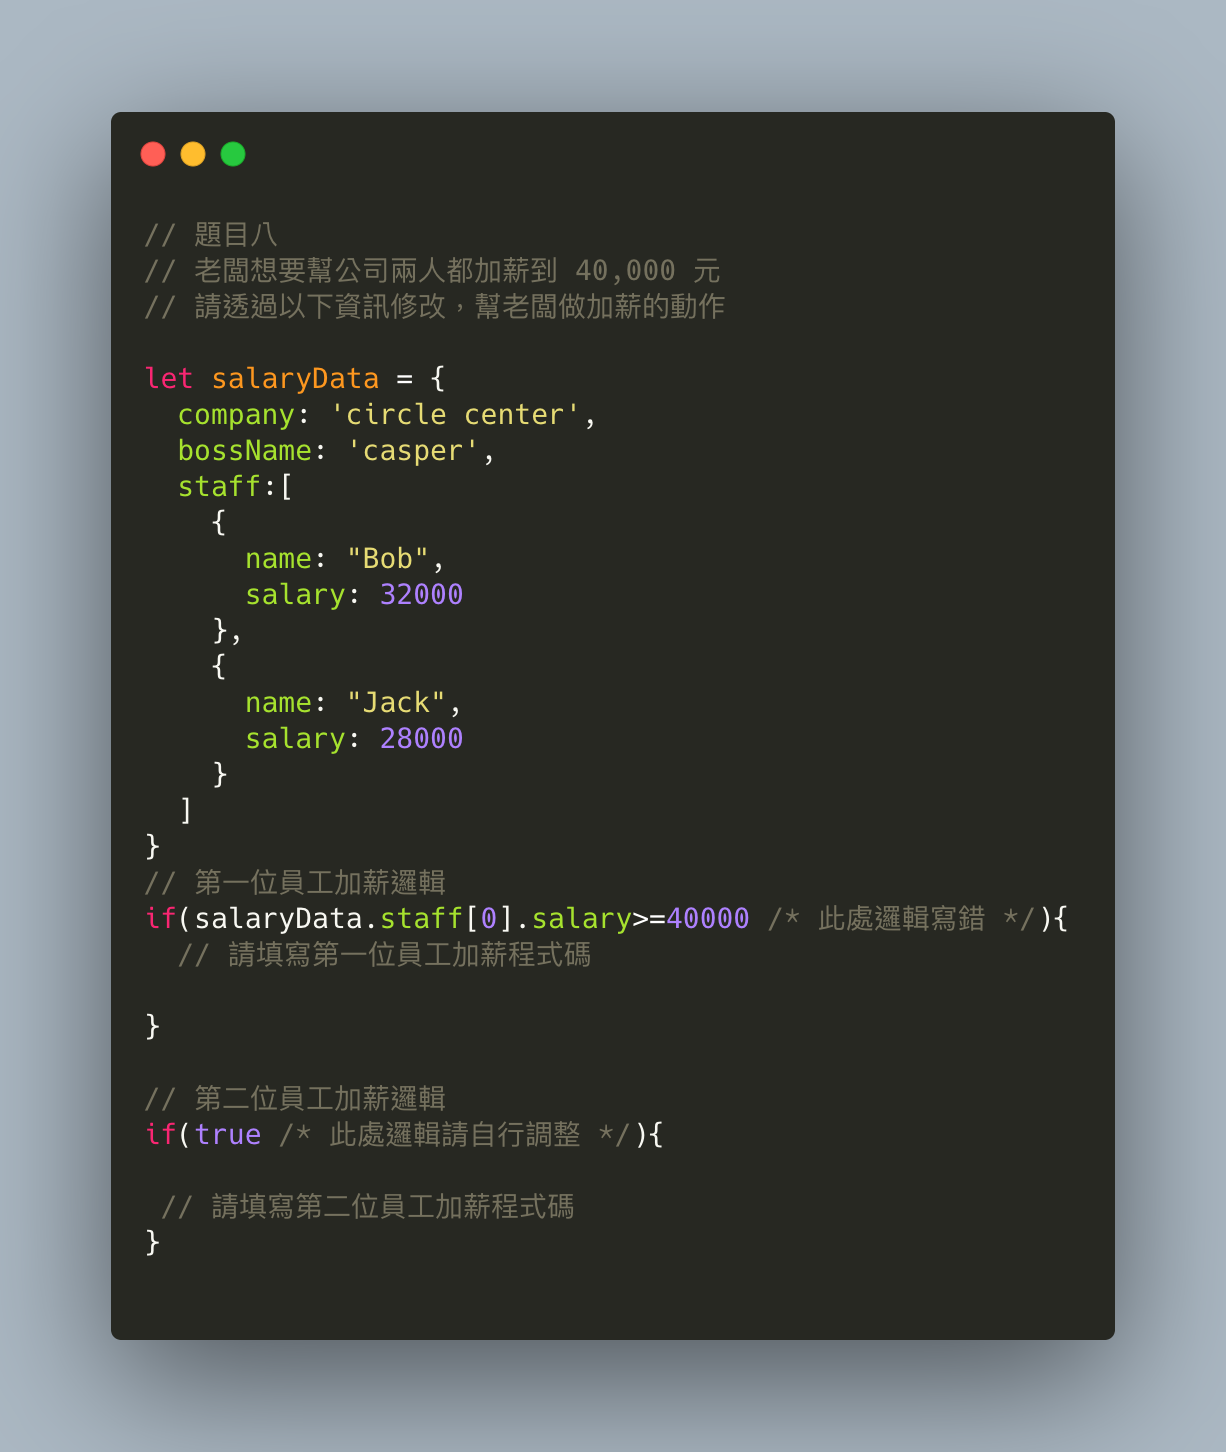 // 題目八
// 老闆想要幫公司兩人都加薪到 40,000 元
// 請透過以下資訊修改，幫老闆做加薪的動作
let salaryData = {
  company: 'circle center',
  bossName: 'casper',
  staff:[
    {
      name: "Bob",
      salary: 32000
    },
    {
      name: "Jack",
      salary: 28000
    }
  ]
}
// 第一位員工加薪邏輯
if(salaryData.staff[0].salary>=40000 /* 此處邏輯寫錯 */){
  // 請填寫第一位員工加薪程式碼
}
// 第二位員工加薪邏輯
if(true /* 此處邏輯請自行調整 */){
 // 請填寫第二位員工加薪程式碼
}